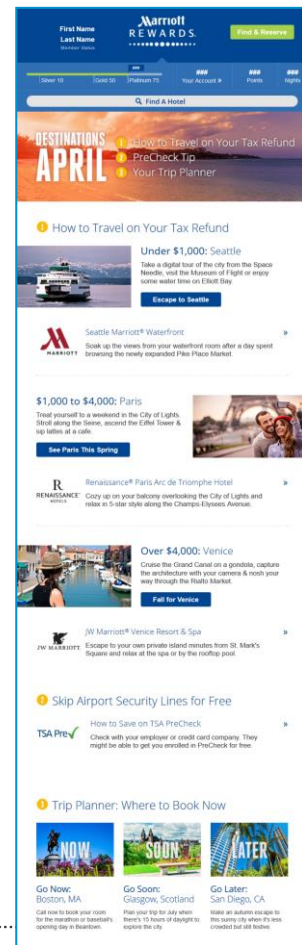 First Name
Last Name
Member Status
Marriott
REWARDS.
Find & Reserve
###
Silver 10
Gold 50
Platinum 75
###
Your Account »
###
Points
###
Nights
Find A Hotel
DESTINATIONS
APRIL
1 How to Travel on Your Tax Refund
2 PreCheck Tip
3 Your Trip Planner
1 How to Travel on Your Tax Refund
Under $1,000: Seattle
Take a digital tour of the city from the Space
Needle, visit the Museum of Flight or enjoy
some water time on Elliott Bay.
Escape to Seattle
MARRIOTT
Seattle Marriott® Waterfront »
Soak up the views from your waterfront room after a day spent
browsing the newly expanded Pike Place Market.
$1,000 to $4,000: Paris
Treat yourself to a weekend in the City of Lights.
Stroll along the Seine, ascend the Eiffel Tower &
sip lattes at a cafe.
See Paris This Spring
R
RENAISSANCE
HOTELS
Renaissance® Paris Arc de Triomphe Hotel »
Cozy up on your balcony overlooking the City of Lights and
relax in 5-star style along the Champs-Elysees Avenue.
Over $4,000: Venice
Cruise the Grand Canal on a gondola, capture
the architecture with your camera & nosh your
way through the Rialto Market.
Fall for Venice
JW MARRIOTT
JW Marriott® Venice Resort & Spa »
Escape to your own private island minutes from St. Mark's
Square and relax at the spa or by the rooftop pool.
2 Skip Airport Security Lines for Free
TSA Pre✓
How to Save on TSA PreCheck »
Check with your employer or credit card company. They
might be able to get you enrolled in PreCheck for free.
3 Trip Planner: Where to Book Now
NOW
SOON
LATER
Go Now:
Boston, MA
Call now to book your room
for the marathon or baseball's
opening day in Beantown.
Go Soon:
Glasgow, Scotland
Plan your trip for July when
there's 15 hours of daylight to
explore the city.
Go Later:
San Diego, CA
Make an autumn escape to
this sunny city when it's less
crowded but still festive.